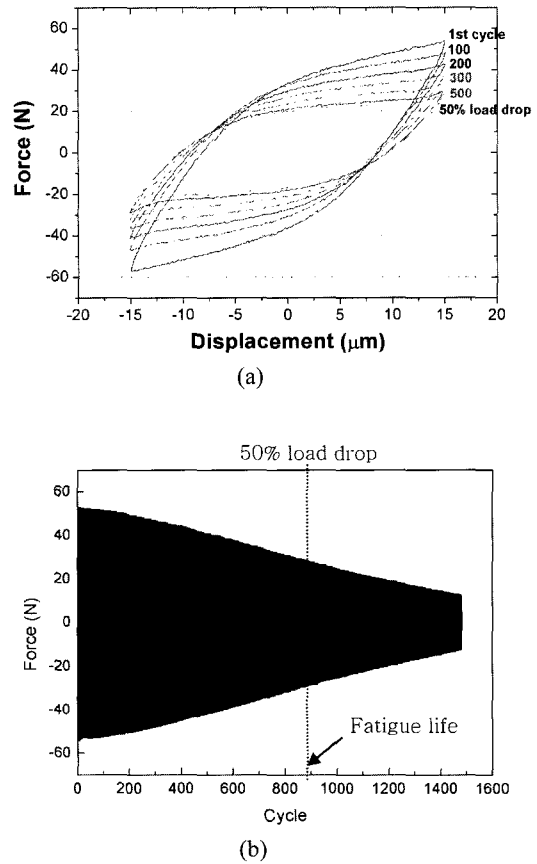 60
40
20
0
-20
-40
-60
Force (N)
1st cycle
100
200
300
500
50% load drop
-20 -15 -10 -5 0 5 10 15 20
Displacement (μm)
(a)
50% load drop
60
40
20
0
-20
-40
-60
Force (N)
Fatigue life
0 200 400 600 800 1000 1200 1400 1600
Cycle
(b)